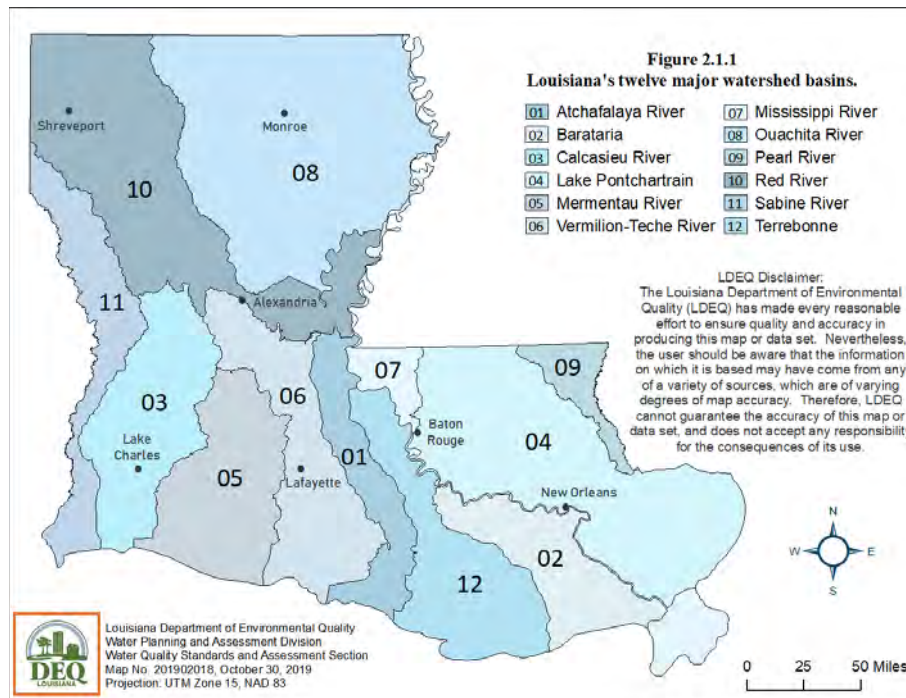 Figure 2.1.1
Louisiana's twelve major watershed basins.
01 Atchafalaya River
02 Barataria
03 Calcasieu River
04 Lake Pontchartrain
05 Mermentau River
06 Vermilion-Teche River
07 Mississippi River
08 Ouachita River
09 Pearl River
10 Red River
11 Sabine River
12 Terrebonne
LDEQ Disclaimer:
The Louisiana Department of Environmental
Quality (LDEQ) has made every reasonable
effort to ensure quality and accuracy in
producing this map or data set. Nevertheless,
the user should be aware that the information
on which it is based may have come from any
of a variety of sources, which are of varying
degrees of map accuracy. Therefore, LDEQ
cannot guarantee the accuracy of this map or
data set, and does not accept any responsibility
for the consequences of its use.
Shreveport
Monroe
08
10
11
Alexandria
07
09
03
06
Baton
Rouge
04
Lake
Charles
05
Lafayette
01
New Orleans
02
12
N
W
E
S
DEQ
LOUISIANA
Louisiana Department of Environmental Quality
Water Planning and Assessment Division
Water Quality Standards and Assessment Section
Map No. 201902018, October 30, 2019
Projection: UTM Zone 15, NAD 83
0 25 50 Miles